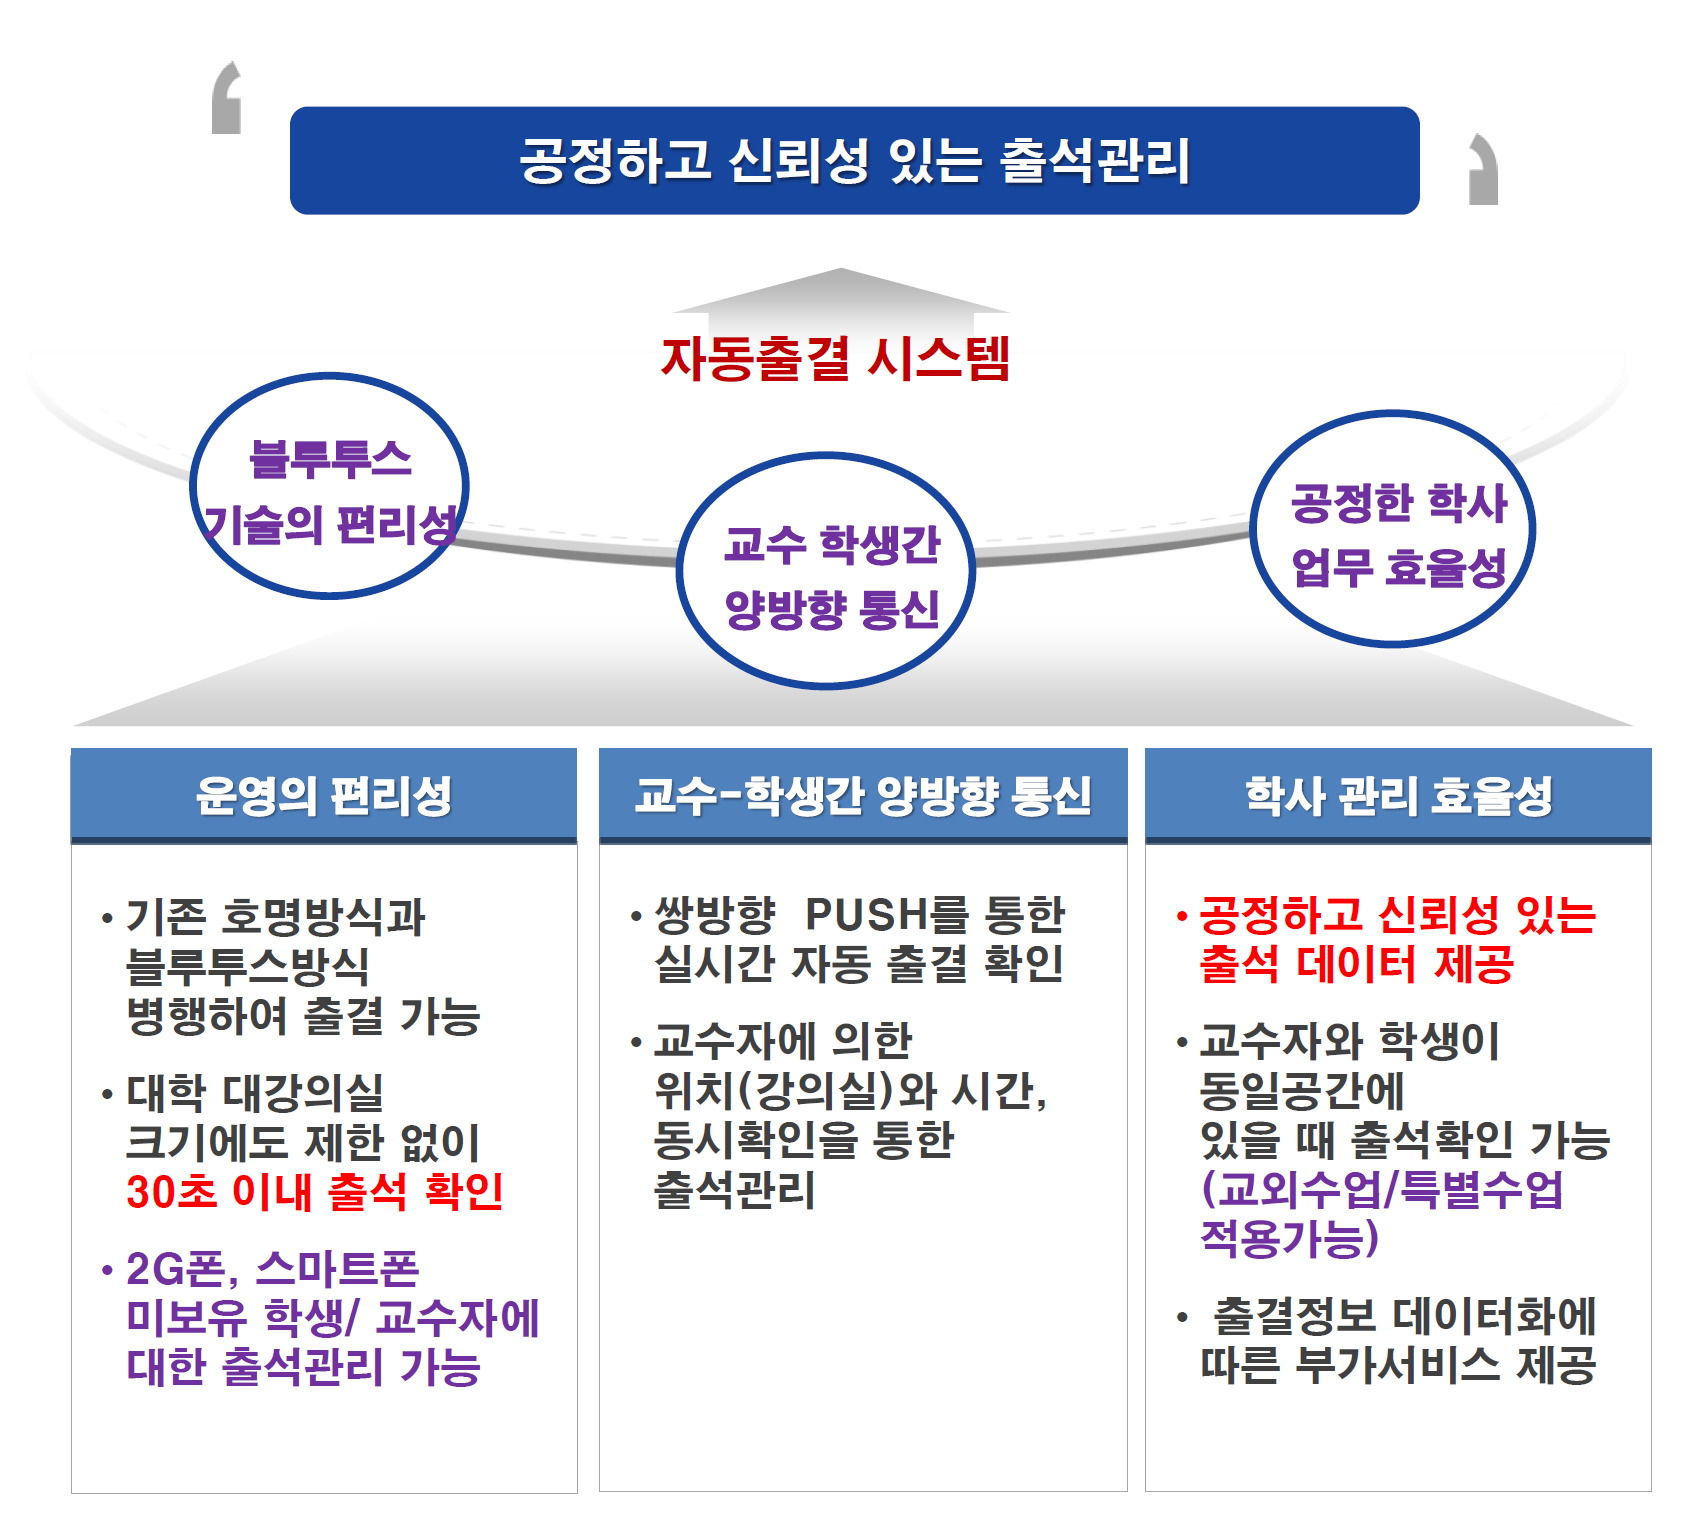 공정하고 신뢰성 있는 출석관리
자동출결 시스템
블루투스
기술의 편리성
교수 학생간
양방향 통신
공정한 학사
업무 효율성
운영의 편리성
• 기존 호명방식과
블루투스방식
병행하여 출결 가능
• 대학 대강의실
크기에도 제한 없이
30초 이내 출석 확인
• 2G폰, 스마트폰
미보유 학생/ 교수자에
대한 출석관리 가능
교수-학생간 양방향 통신
• 쌍방향 PUSH를 통한
실시간 자동 출결 확인
• 교수자에 의한
위치(강의실)와 시간,
동시확인을 통한
출석관리
학사 관리 효율성
• 공정하고 신뢰성 있는
출석 데이터 제공
• 교수자와 학생이
동일공간에
있을 때 출석확인 가능
(교외수업/특별수업
적용가능)
• 출결정보 데이터화에
따른 부가서비스 제공